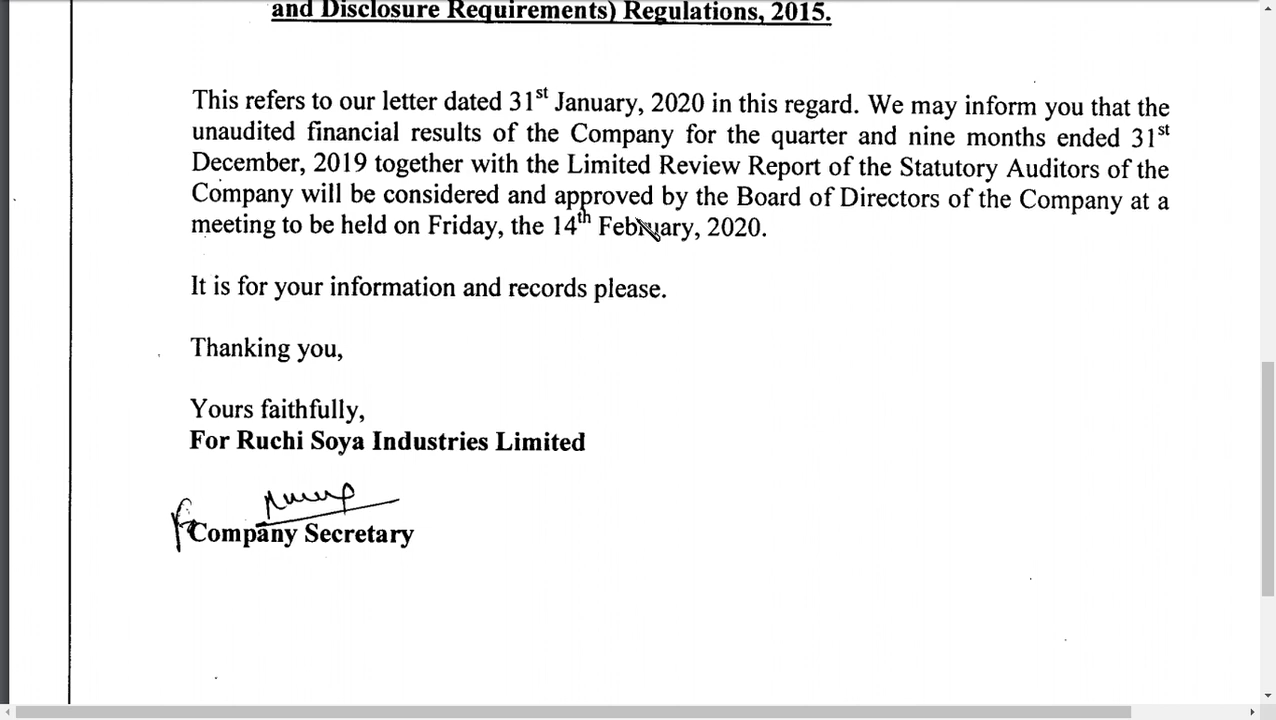 and Disclosure Requirements) Regulations, 2015.
This refers to our letter dated 31st January, 2020 in this regard. We may inform you that the
unaudited financial results of the Company for the quarter and nine months ended 31st
December, 2019 together with the Limited Review Report of the Statutory Auditors of the
Company will be considered and approved by the Board of Directors of the Company at a
meeting to be held on Friday, the 14th February, 2020.
It is for your information and records please.
Thanking you,
Yours faithfully,
For Ruchi Soya Industries Limited
Company Secretary